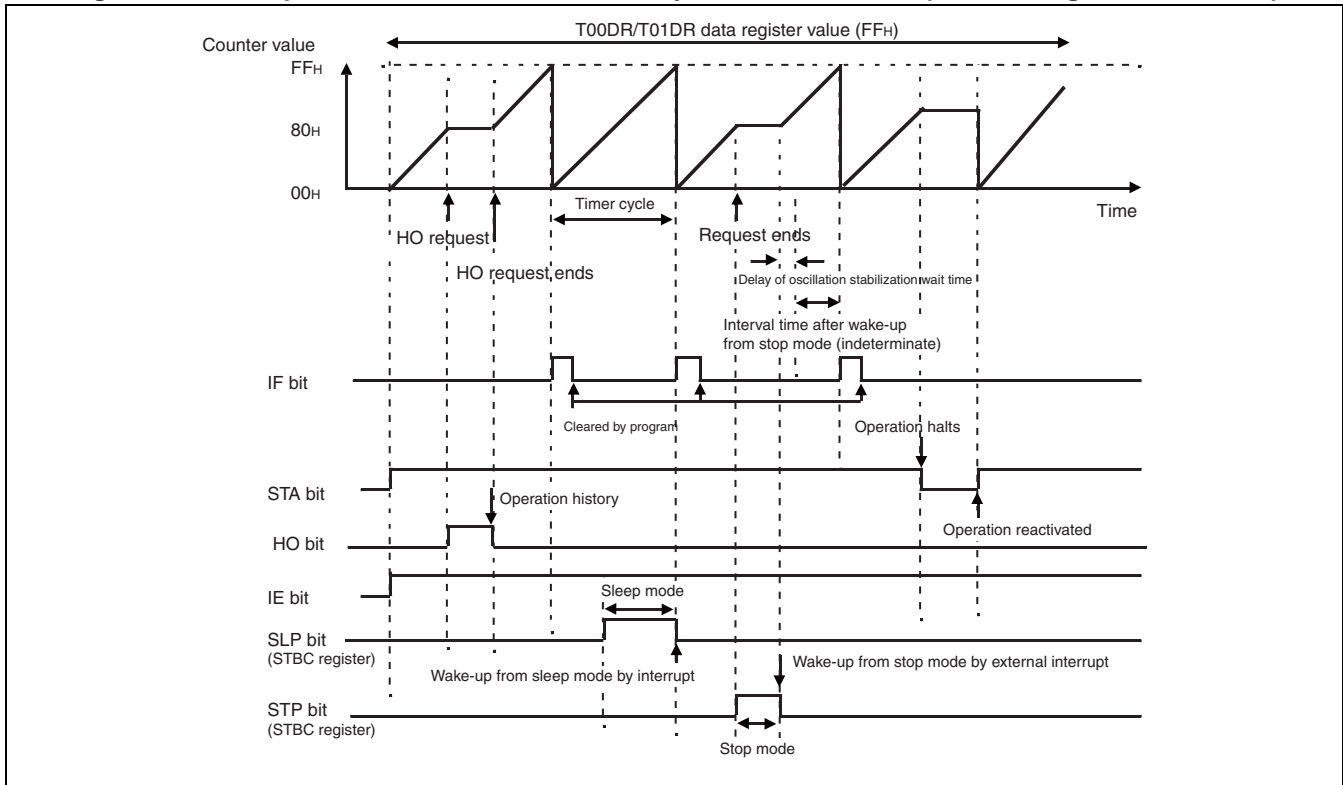 T00DR/T01DR data register value (FFH)
Counter value
FFH
80H
00H
Time
Timer cycle
HO request
Request ends
HO request ends
Delay of oscillation stabilization wait time
Interval time after wake-up
from stop mode (indeterminate)
IF bit
Cleared by program
Operation halts
STA bit
Operation history
Operation reactivated
HO bit
IE bit
Sleep mode
SLP bit
(STBC register)
Wake-up from sleep mode by interrupt
Wake-up from stop mode by external interrupt
STP bit
(STBC register)
Stop mode